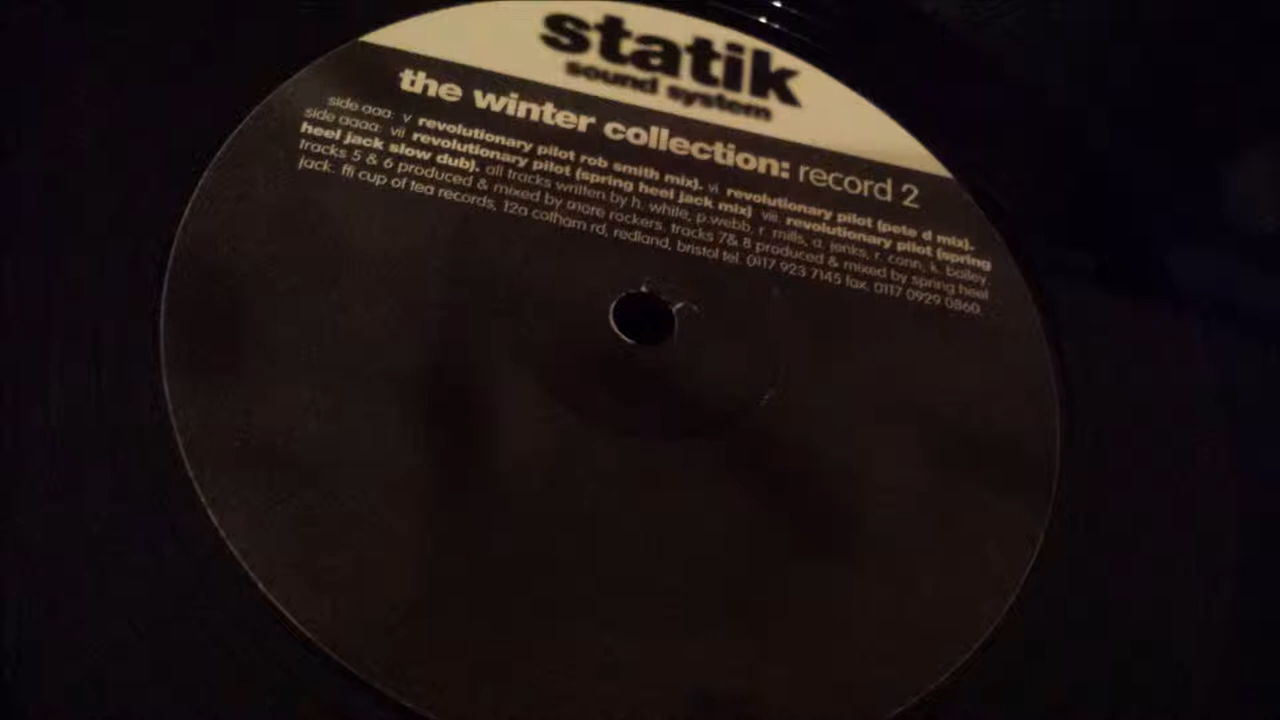 statik
sound system
the winter collection: record 2
side aaa: v revolutionary pilot rob smith mix). vi revolutionary pilot (pete d mix).
side aaaa: vii revolutionary pilot (spring heel jack mix) viii revolutionary pilot (spring
heel jack slow dub). all tracks written by h. white, p.webb, r. mills, a. jenks, r. cann, k. bailey.
tracks 5 & 6 produced & mixed by more rockers. tracks 7& 8 produced & mixed by spring heel
jack. ffi cup of tea records, 12a cotham rd, redland, bristol tel. 0117 923 7145 fax. 0117 0929 0860.